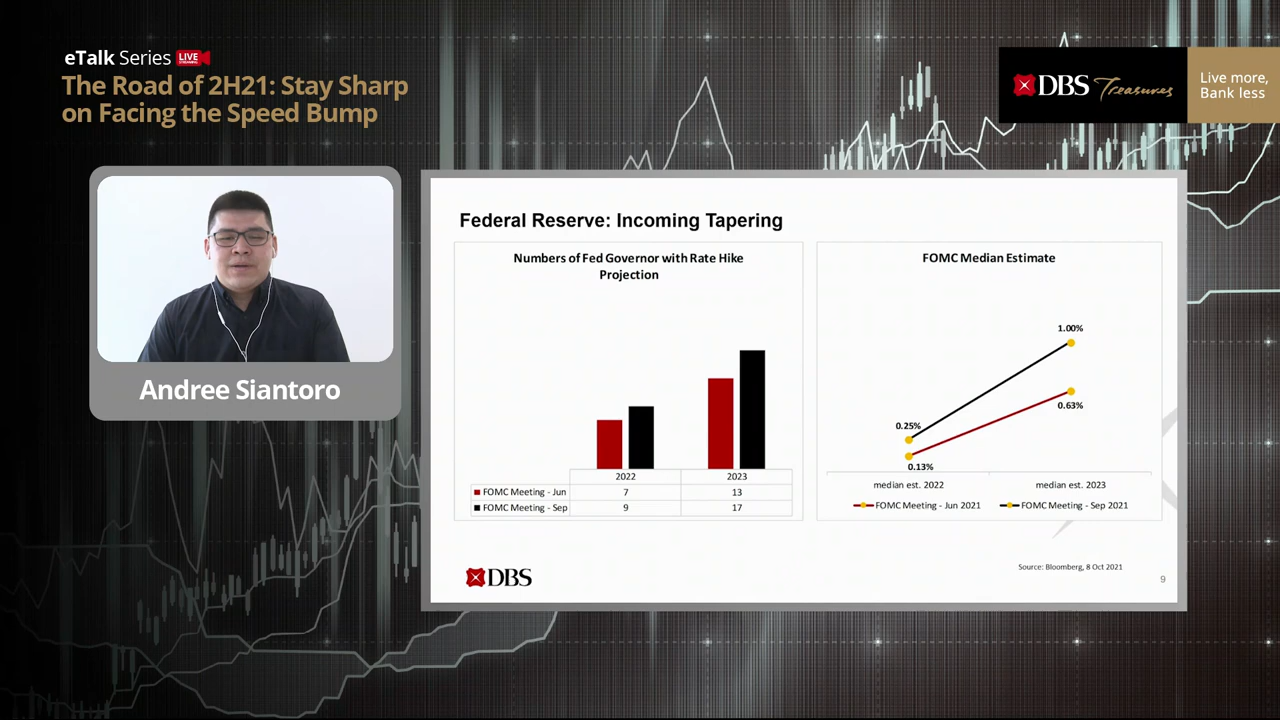 eTalk Series LIVE
The Road of 2H21: Stay Sharp
on Facing the Speed Bump
DBS Treasures
Live more,
Bank less
Andree Siantoro
Federal Reserve: Incoming Tapering
Numbers of Fed Governor with Rate Hike
Projection
2022 2023
FOMC Meeting - Jun 7 13
FOMC Meeting - Sep 9 17
FOMC Median Estimate
1.00%
0.63%
0.25%
0.13%
median est. 2022 median est. 2023
FOMC Meeting - Jun 2021 FOMC Meeting - Sep 2021
Source: Bloomberg, 8 Oct 2021
DBS
9